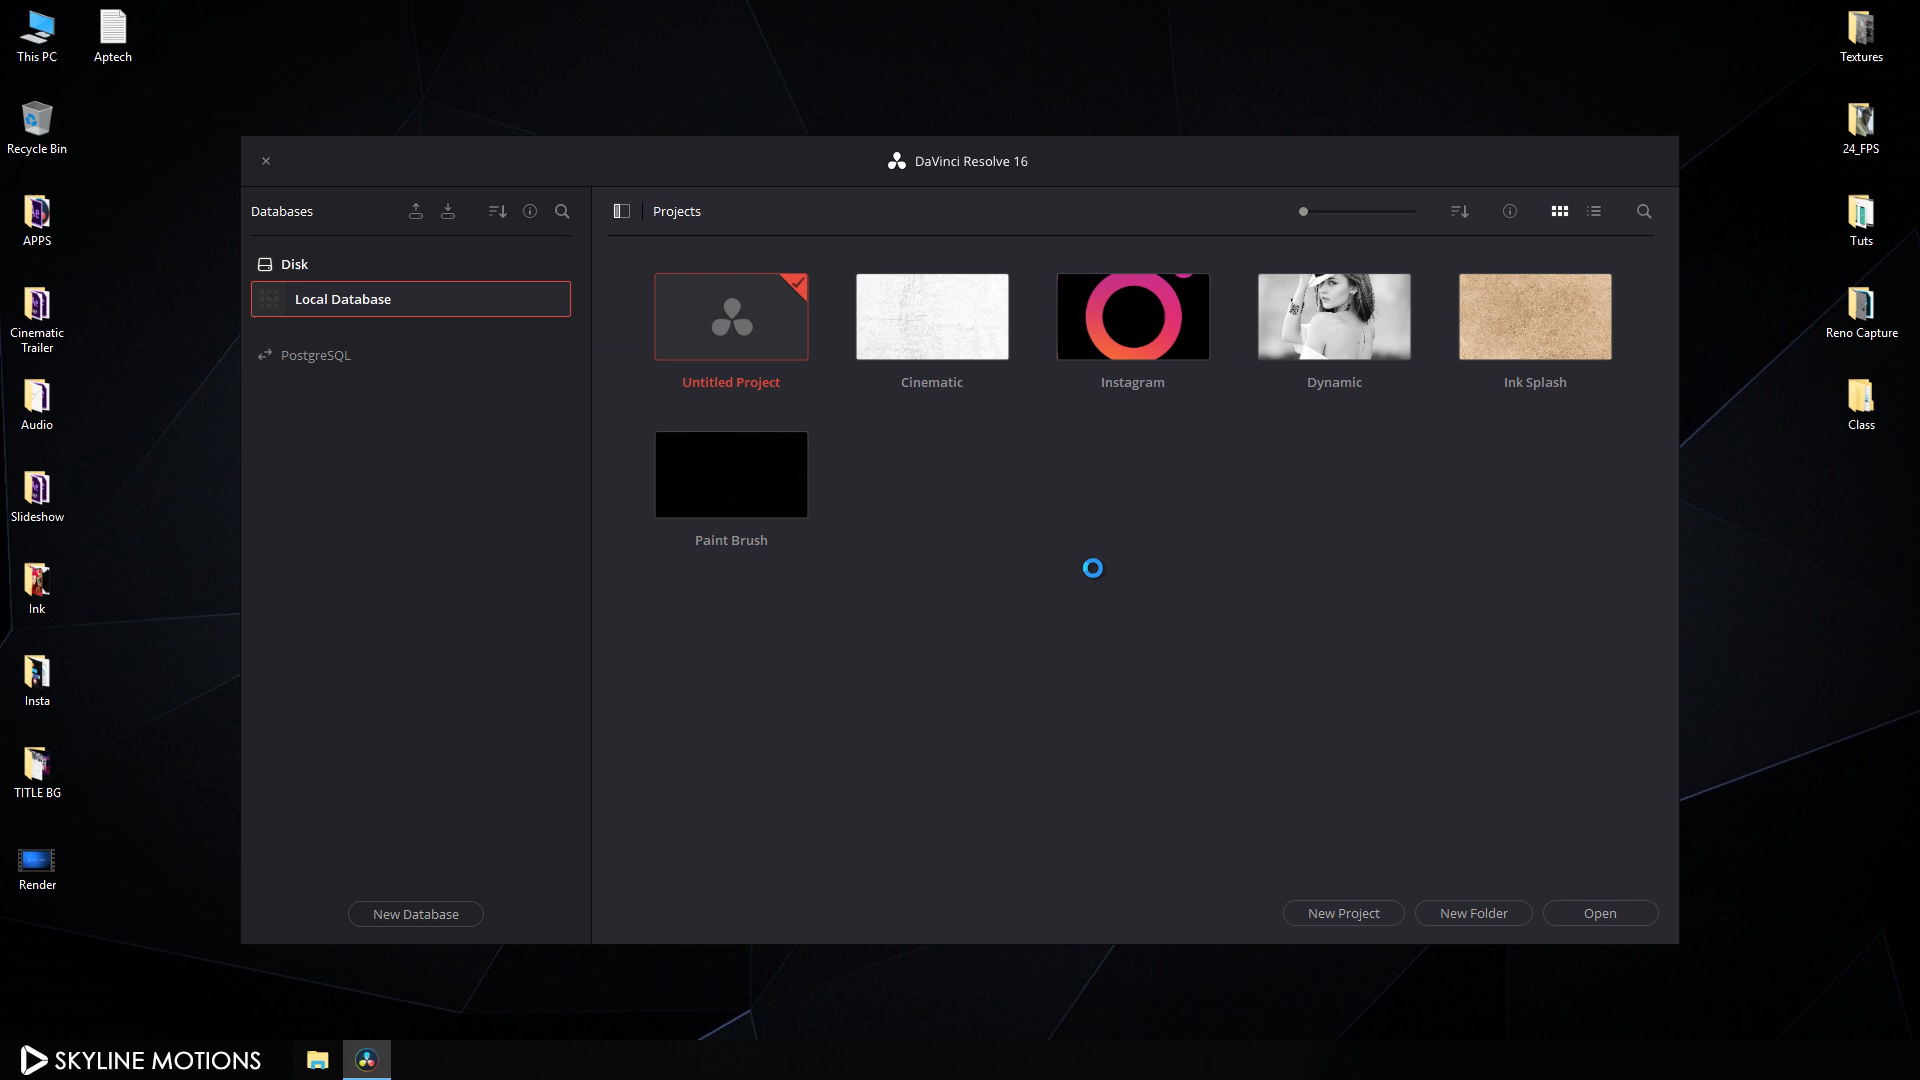 This PC
Aptech
Recycle Bin
APPS
Cinematic
Trailer
Audio
Slideshow
Ink
Insta
TITLE BG
Render
DaVinci Resolve 16
Databases
Disk
Local Database
PostgreSQL
New Database
Projects
Untitled Project
Cinematic
Instagram
Dynamic
Ink Splash
Paint Brush
New Project
New Folder
Open
Textures
24_FPS
Tuts
Reno Capture
Class
SKYLINE MOTIONS